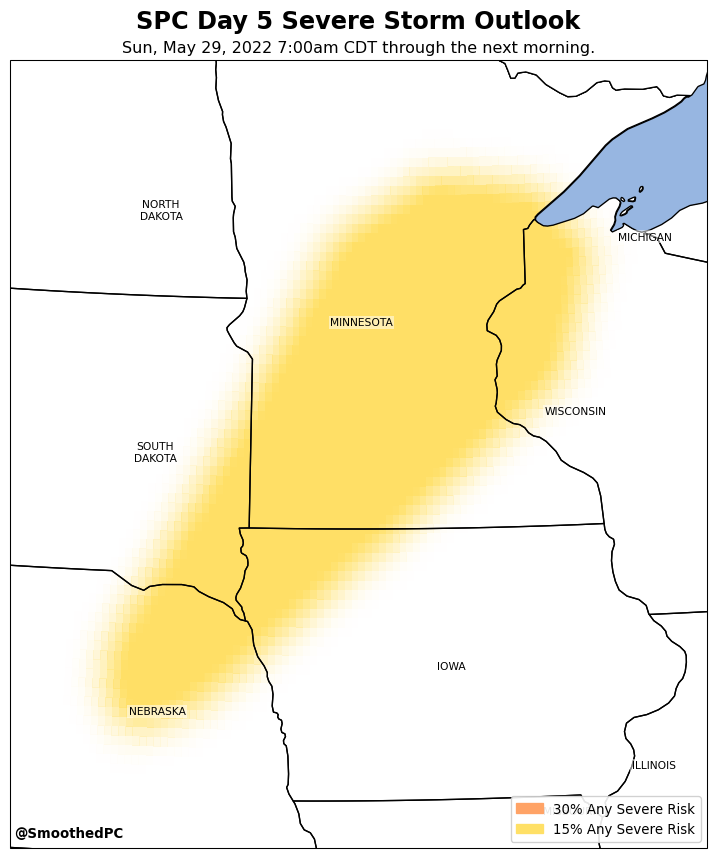 SPC Day 5 Severe Storm Outlook
Sun, May 29, 2022 7:00am CDT through the next morning.
NORTH
DAKOTA
MICHIGAN
MINNESOTA
WISCONSIN
SOUTH
DAKOTA
IOWA
NEBRASKA
ILLINOIS
30% Any Severe Risk
15% Any Severe Risk
@SmoothedPC